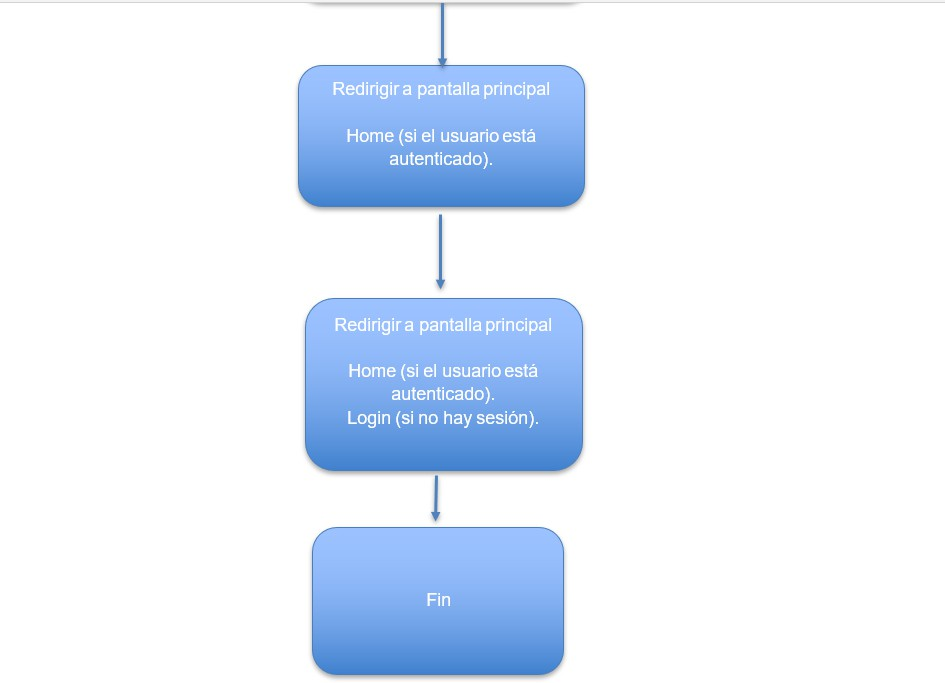 Redirigir a pantalla principal
Home (si el usuario está
autenticado).
Redirigir a pantalla principal
Home (si el usuario está
autenticado).
Login (si no hay sesión).
Fin